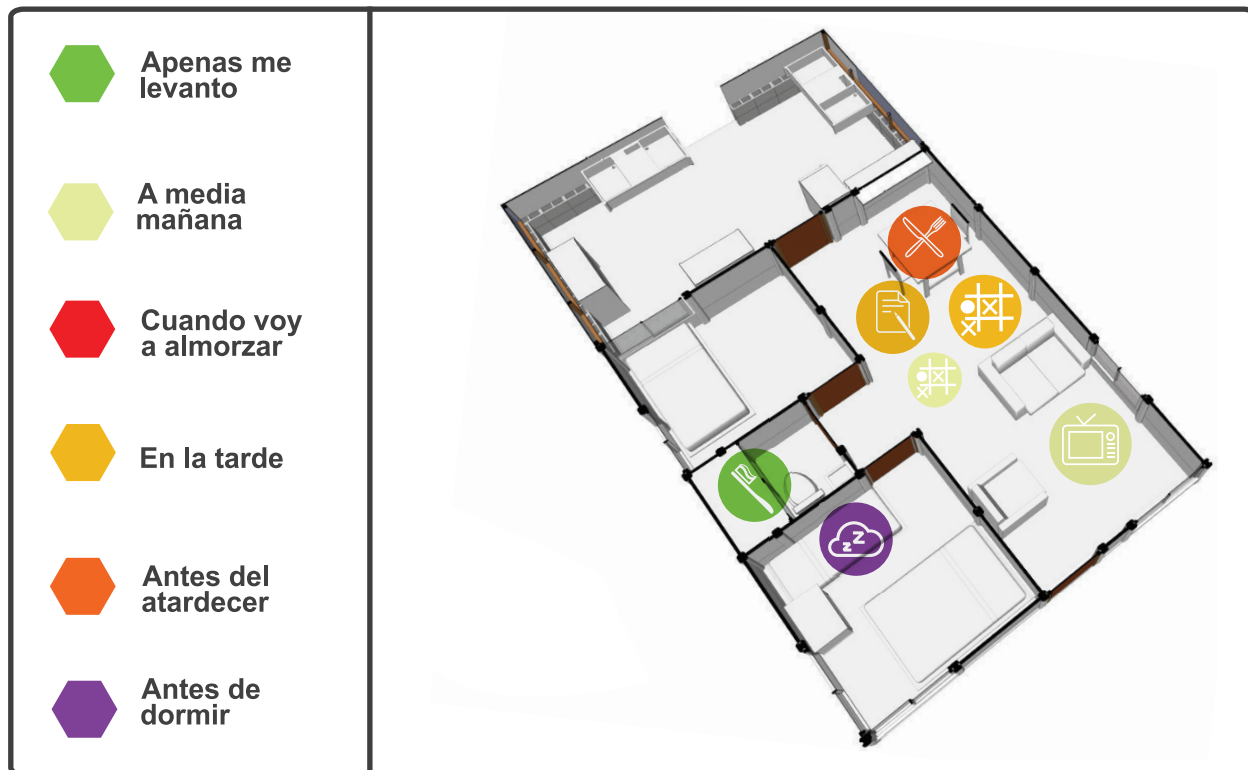 Apenas me
levanto
A media
mañana
Cuando voy
a almorzar
En la tarde
Antes del
atardecer
Antes de
dormir
z
Z